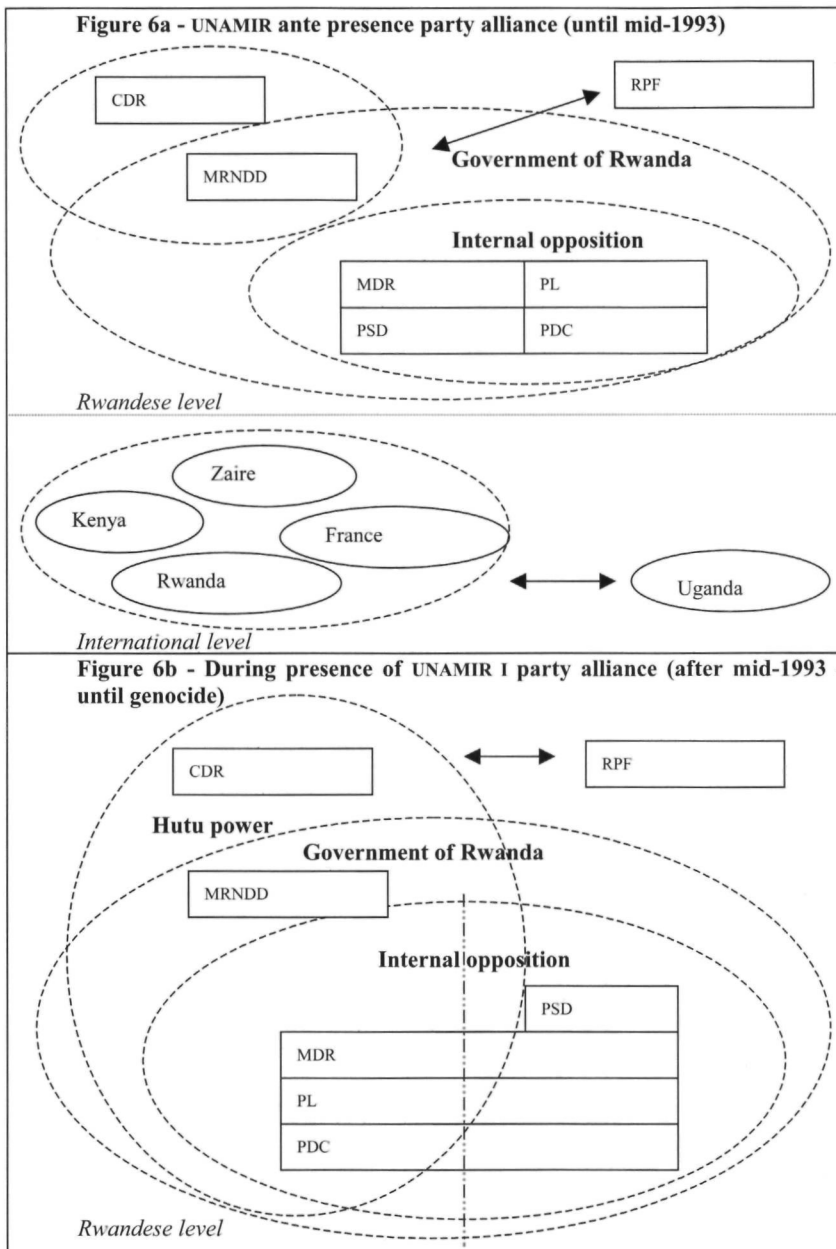 Figure 6a - UNAMIR ante presence party alliance (until mid-1993)
CDR
RPF
Government of Rwanda
MRNDD
Internal opposition
MDR PL
PSD PDC
Rwandese level
Zaire
Kenya
France
Rwanda
Uganda
International level
Figure 6b - During presence of UNAMIR I party alliance (after mid-1993 -
until genocide)
CDR
RPF
Hutu power
Government of Rwanda
MRNDD
Internal opposition
PSD
MDR
PL
PDC
Rwandese level